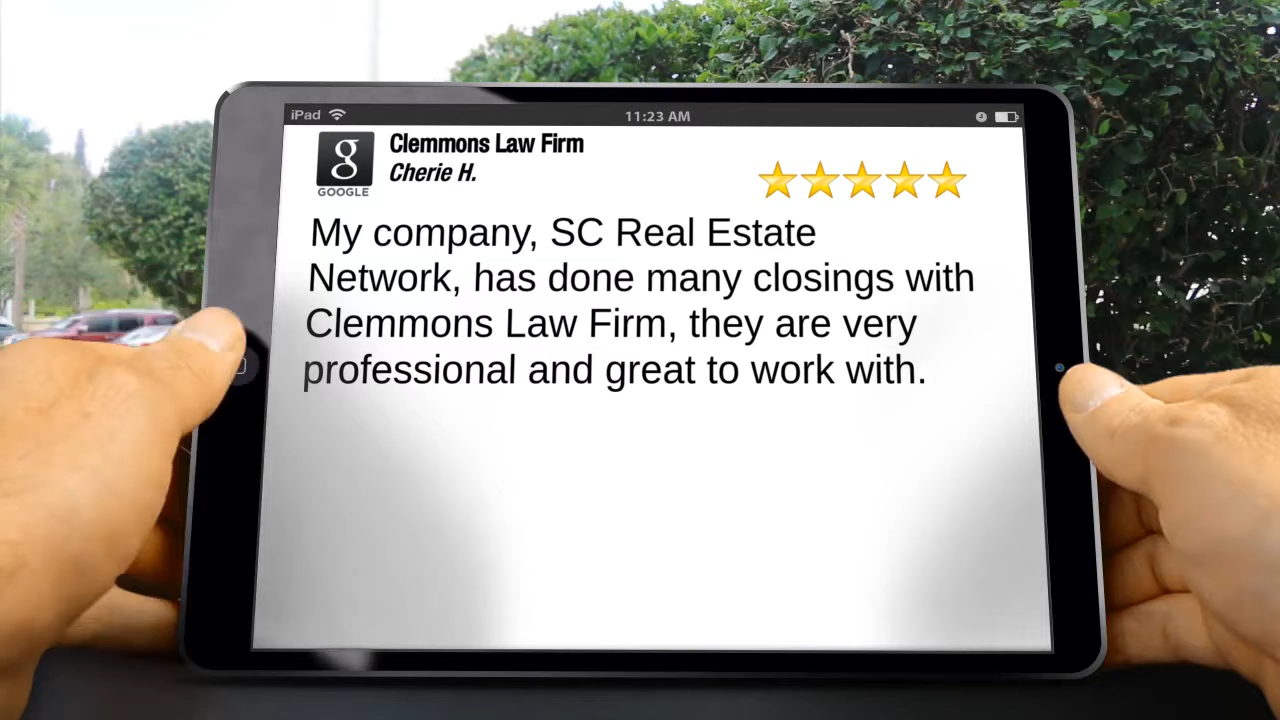 iPad 11:23 AM
g
GOOGLE
Clemmons Law Firm
Cherie H.
My company, SC Real Estate
Network, has done many closings with
Clemmons Law Firm, they are very
professional and great to work with.